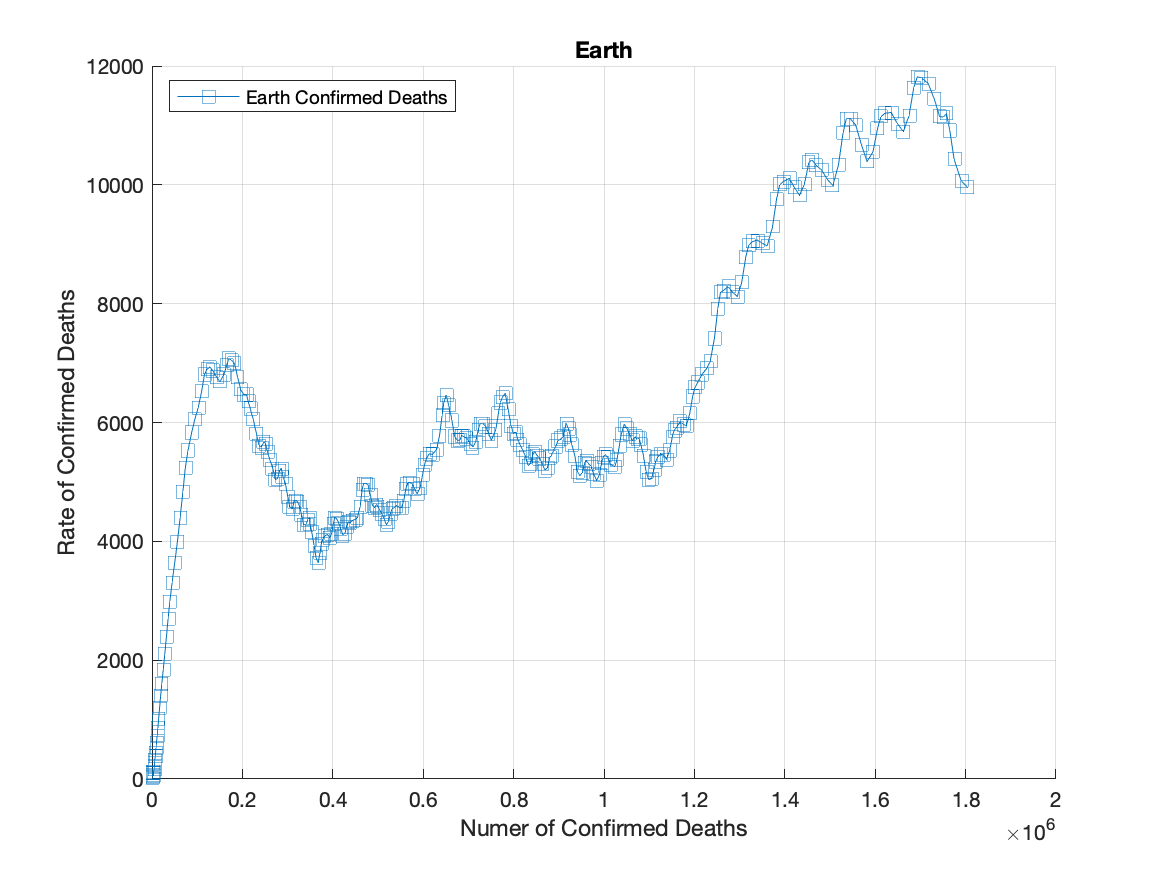 Earth
Earth Confirmed Deaths
12000
10000
8000
6000
4000
2000
0
Rate of Confirmed Deaths
0 0.2 0.4 0.6 0.8 1 1.2 1.4 1.6 1.8 2
×10^6
Numer of Confirmed Deaths